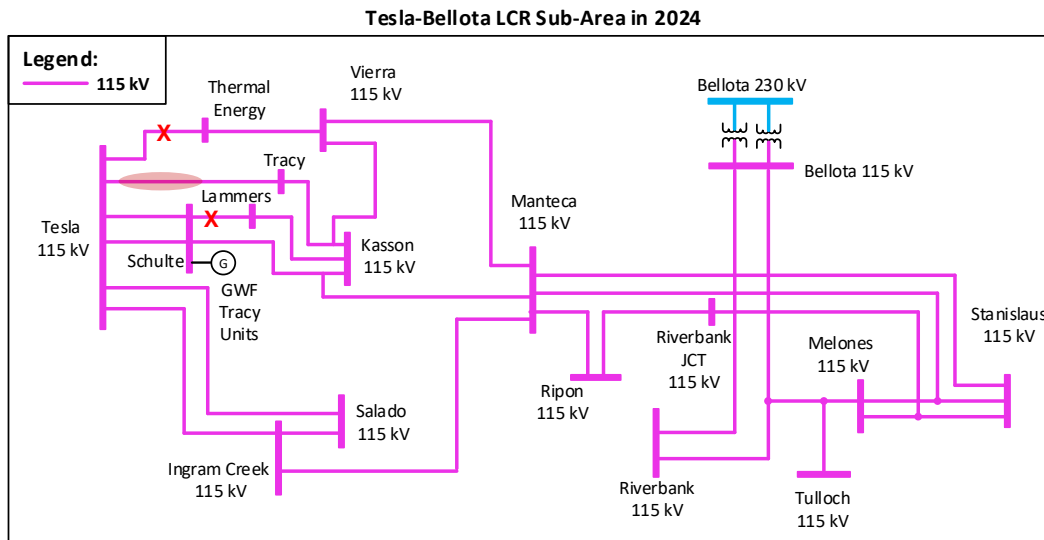 Tesla-Bellota LCR Sub-Area in 2024
Legend:
115 kV
Thermal
Energy
Vierra
115 kV
Bellota 230 kV
X
Tracy
Bellota 115 kV
Lammers
X
Manteca
115 kV
Tesla
115 kV
Kasson
115 kV
Schulte
G
GWF
Tracy
Units
Stanislaus
115 kV
Riverbank
JCT
115 kV
Melones
115 kV
Ripon
115 kV
Salado
115 kV
Ingram Creek
115 kV
Riverbank
115 kV
Tulloch
115 kV